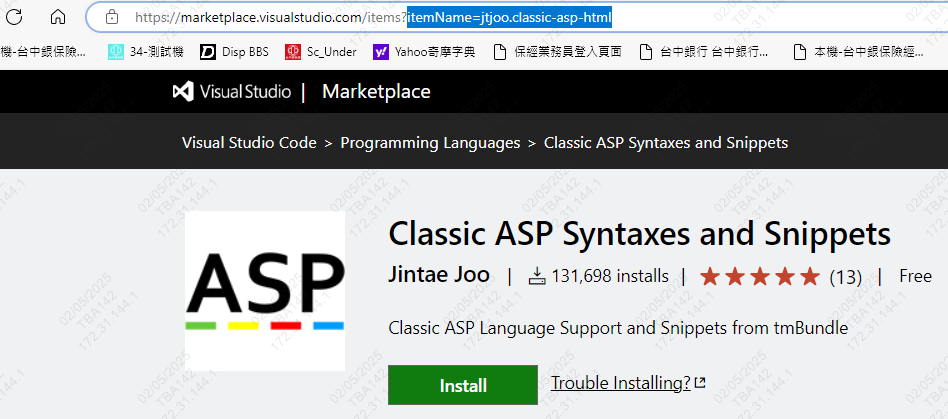 https://marketplace.visualstudio.com/items?itemName=jtjoo.classic-asp-html
機-台中銀保險... 34-測試機 Disp BBS Sc_Under Yahoo奇摩字典 保經業務員登入頁面 台中銀行 台中銀行... 本機-台中銀保險經...
Visual Studio | Marketplace
Visual Studio Code > Programming Languages > Classic ASP Syntaxes and Snippets
ASP
Classic ASP Syntaxes and Snippets
Jintae Joo | 131,698 installs | (13) | Free
Classic ASP Language Support and Snippets from tmBundle
Install Trouble Installing?
02/05/2025
TBA142
172.31.144.1